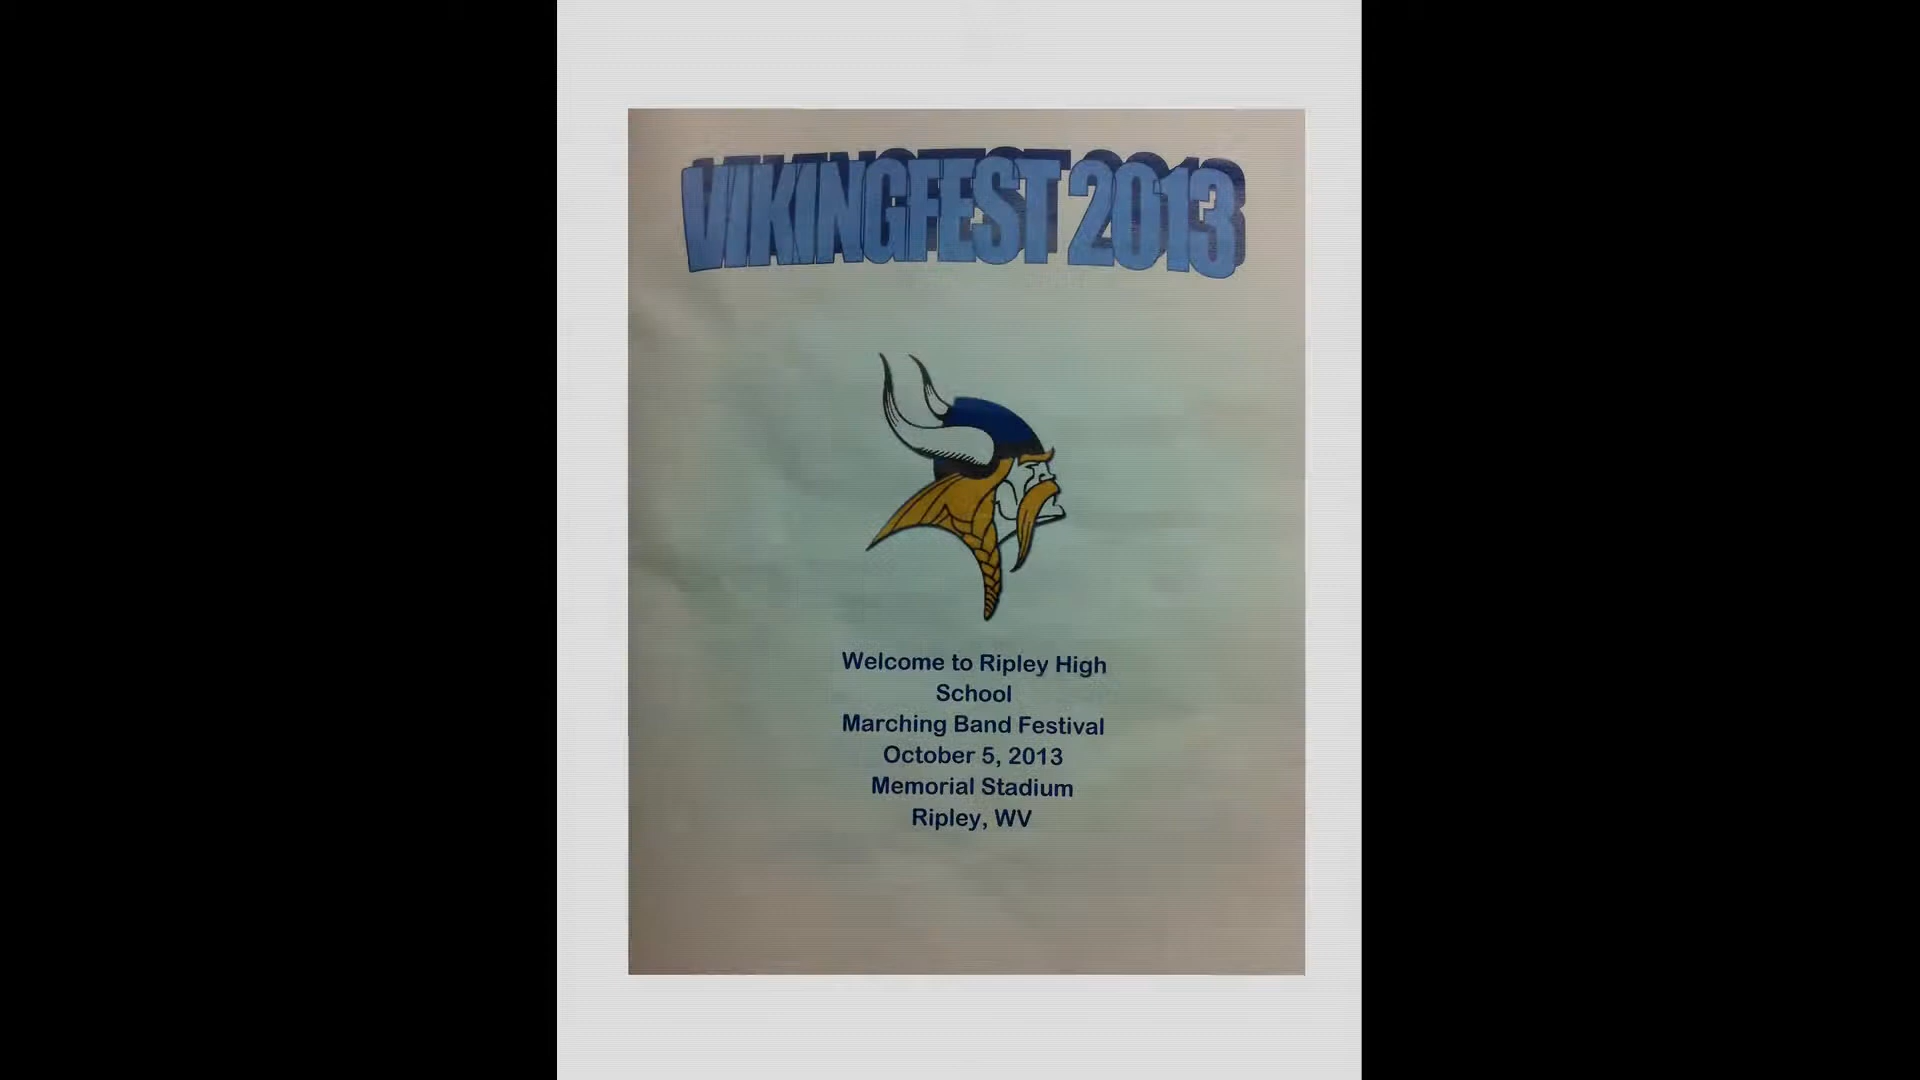 VIKINGFEST 2013
Welcome to Ripley High
School
Marching Band Festival
October 5, 2013
Memorial Stadium
Ripley, WV